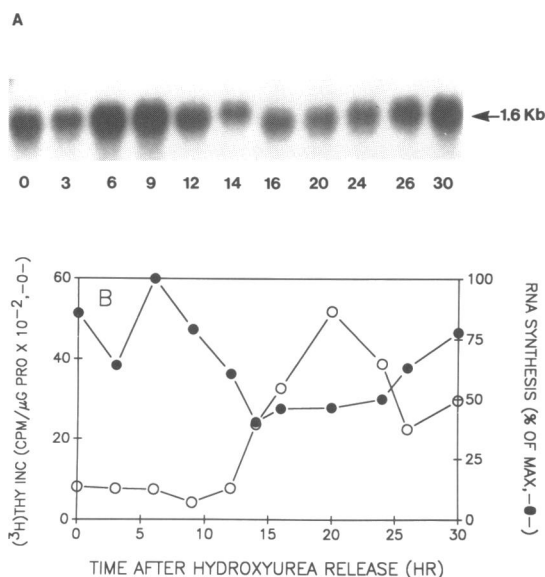 A
←1.6 Kb
0 3 6 9 12 14 16 20 24 26 30
B
(³H)THY INC (CPM/µG PRO X 10⁻²,-O-)
60
40
20
0
100
75
50
25
0
RNA SYNTHESIS (% OF MAX,-●-)
0 5 10 15 20 25 30
TIME AFTER HYDROXYUREA RELEASE (HR)